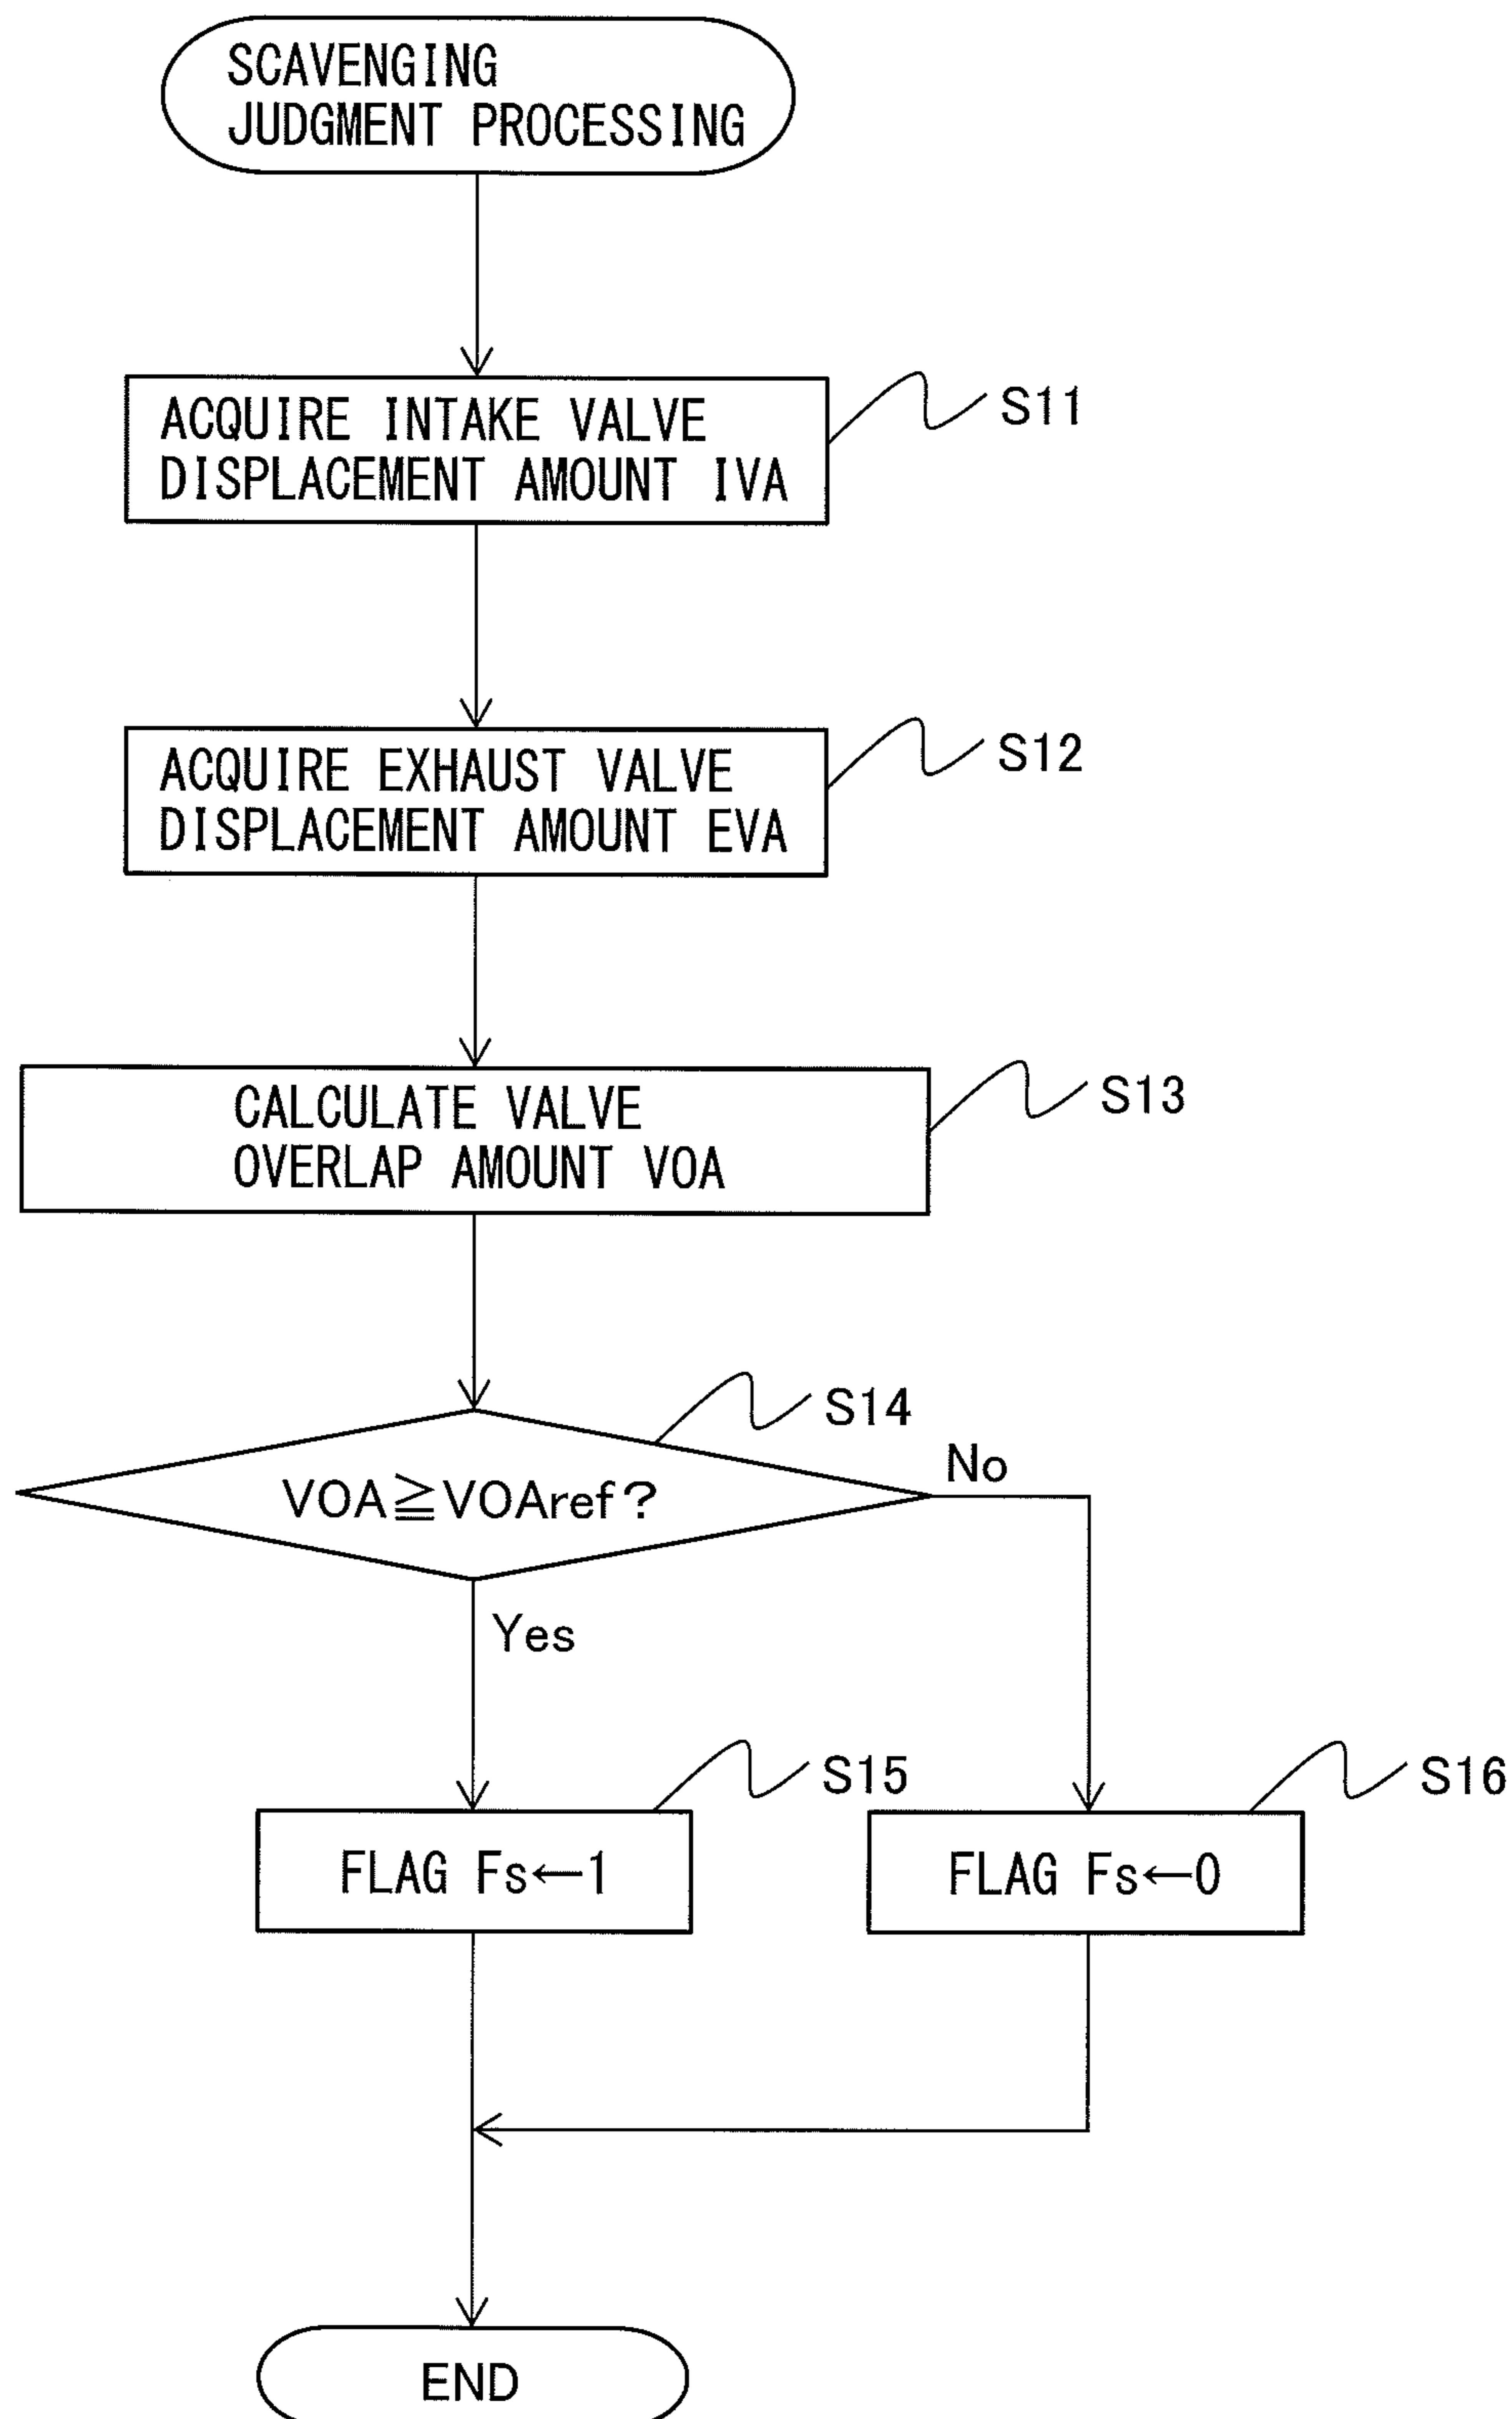 SCAVENGING
JUDGMENT PROCESSING
ACQUIRE INTAKE VALVE
DISPLACEMENT AMOUNT IVA
S11
ACQUIRE EXHAUST VALVE
DISPLACEMENT AMOUNT EVA
S12
CALCULATE VALVE
OVERLAP AMOUNT VOA
S13
S14
VOA≧VOAref?
No
Yes
S15
FLAG Fs←1
S16
FLAG Fs←0
END